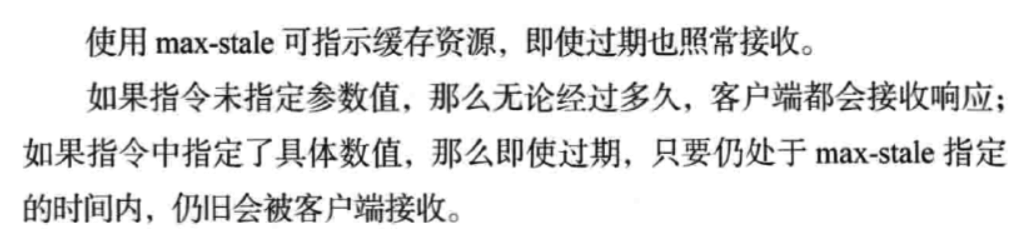 使用 max-stale 可指示缓存资源，即使过期也照常接收。
如果指令未指定参数值，那么无论经过多久，客户端都会接收响应；
如果指令中指定了具体数值，那么即使过期，只要仍处于 max-stale 指定
的时间内，仍旧会被客户端接收。